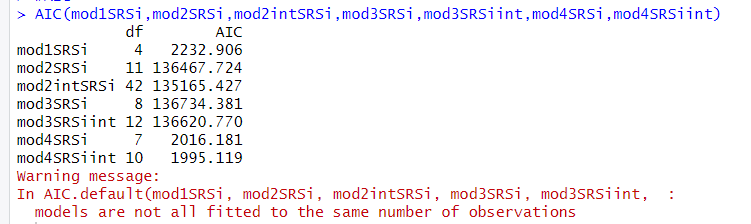 > AIC(mod1SRSi,mod2SRSi,mod2intSRSi,mod3SRSi,mod3SRSiint,mod4SRSi,mod4SRSiint)
df AIC
mod1SRSi 4 2232.906
mod2SRSi 11 136467.724
mod2intSRSi 42 135165.427
mod3SRSi 8 136734.381
mod3SRSiint 12 136620.770
mod4SRSi 7 2016.181
mod4SRSiint 10 1995.119
Warning message:
In AIC.default(mod1SRSi, mod2SRSi, mod2intSRSi, mod3SRSi, mod3SRSiint, :
models are not all fitted to the same number of observations